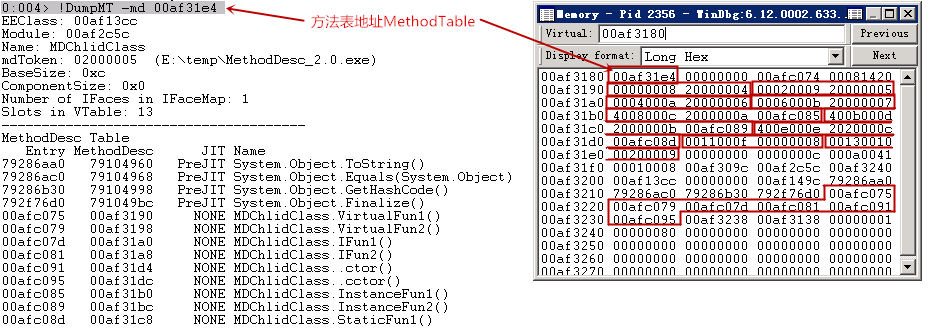 0:004> !DumpMT -md 00af31e4
EEClass: 00af13cc
Module: 00af2c5c
Name: MDChlidClass
mdToken: 02000005  (E:\temp\MethodDesc_2.0.exe)
BaseSize: 0xc
ComponentSize: 0x0
Number of IFaces in IFaceMap: 1
Slots in VTable: 13
--------------------------------------
MethodDesc Table
Entry MethodDesc JIT Name
79286aa0 79104960 PreJIT System.Object.ToString()
79286ac0 79104968 PreJIT System.Object.Equals(System.Object)
79286b30 79104998 PreJIT System.Object.GetHashCode()
792f76d0 791049bc PreJIT System.Object.Finalize()
00afc075 00af3190 NONE MDChlidClass.VirtualFun1()
00afc079 00af3198 NONE MDChlidClass.VirtualFun2()
00afc07d 00af31a0 NONE MDChlidClass.IFun1()
00afc081 00af31a8 NONE MDChlidClass.IFun2()
00afc091 00af31d4 NONE MDChlidClass..ctor()
00afc095 00af31dc NONE MDChlidClass..cctor()
00afc085 00af31b0 NONE MDChlidClass.InstanceFun1()
00afc089 00af31bc NONE MDChlidClass.InstanceFun2()
00afc08d 00af31c8 NONE MDChlidClass.StaticFun1()
方法表地址MethodTable
Memory - Pid 2356 - WinDbg:6.12.0002.633...
Virtual: 00af3180 Previous
Display format: Long Hex Next
00af3180 00af31e4 00000000 00afc074 00081420
00af3190 00000008 20000004 00020009 20000005
00af31a0 0004000a 20000006 0006000b 20000007
00af31b0 4008000c 2000000a 00afc085 400b000d
00af31c0 2000000b 00afc089 400e000e 2020000c
00af31d0 00afc08d 0011000f 00000008 00130010
00af31e0 00200009 00000000 0000000c 000a0041
00af31f0 00010008 00af309c 00af2c5c 00af3240
00af3200 00af13cc 00000000 00af149c 79286aa0
00af3210 79286ac0 79286b30 792f76d0 00afc075
00af3220 00afc079 00afc07d 00afc081 00afc091
00af3230 00afc095 00af3238 00af3138 00000001
00af3240 00000080 00000000 00000000 00000000
00af3250 00000000 00000000 00000000 00000000
00af3260 00000000 00000000 00000000 00000000
00af3270 00000000 00000000 00000000 00000000